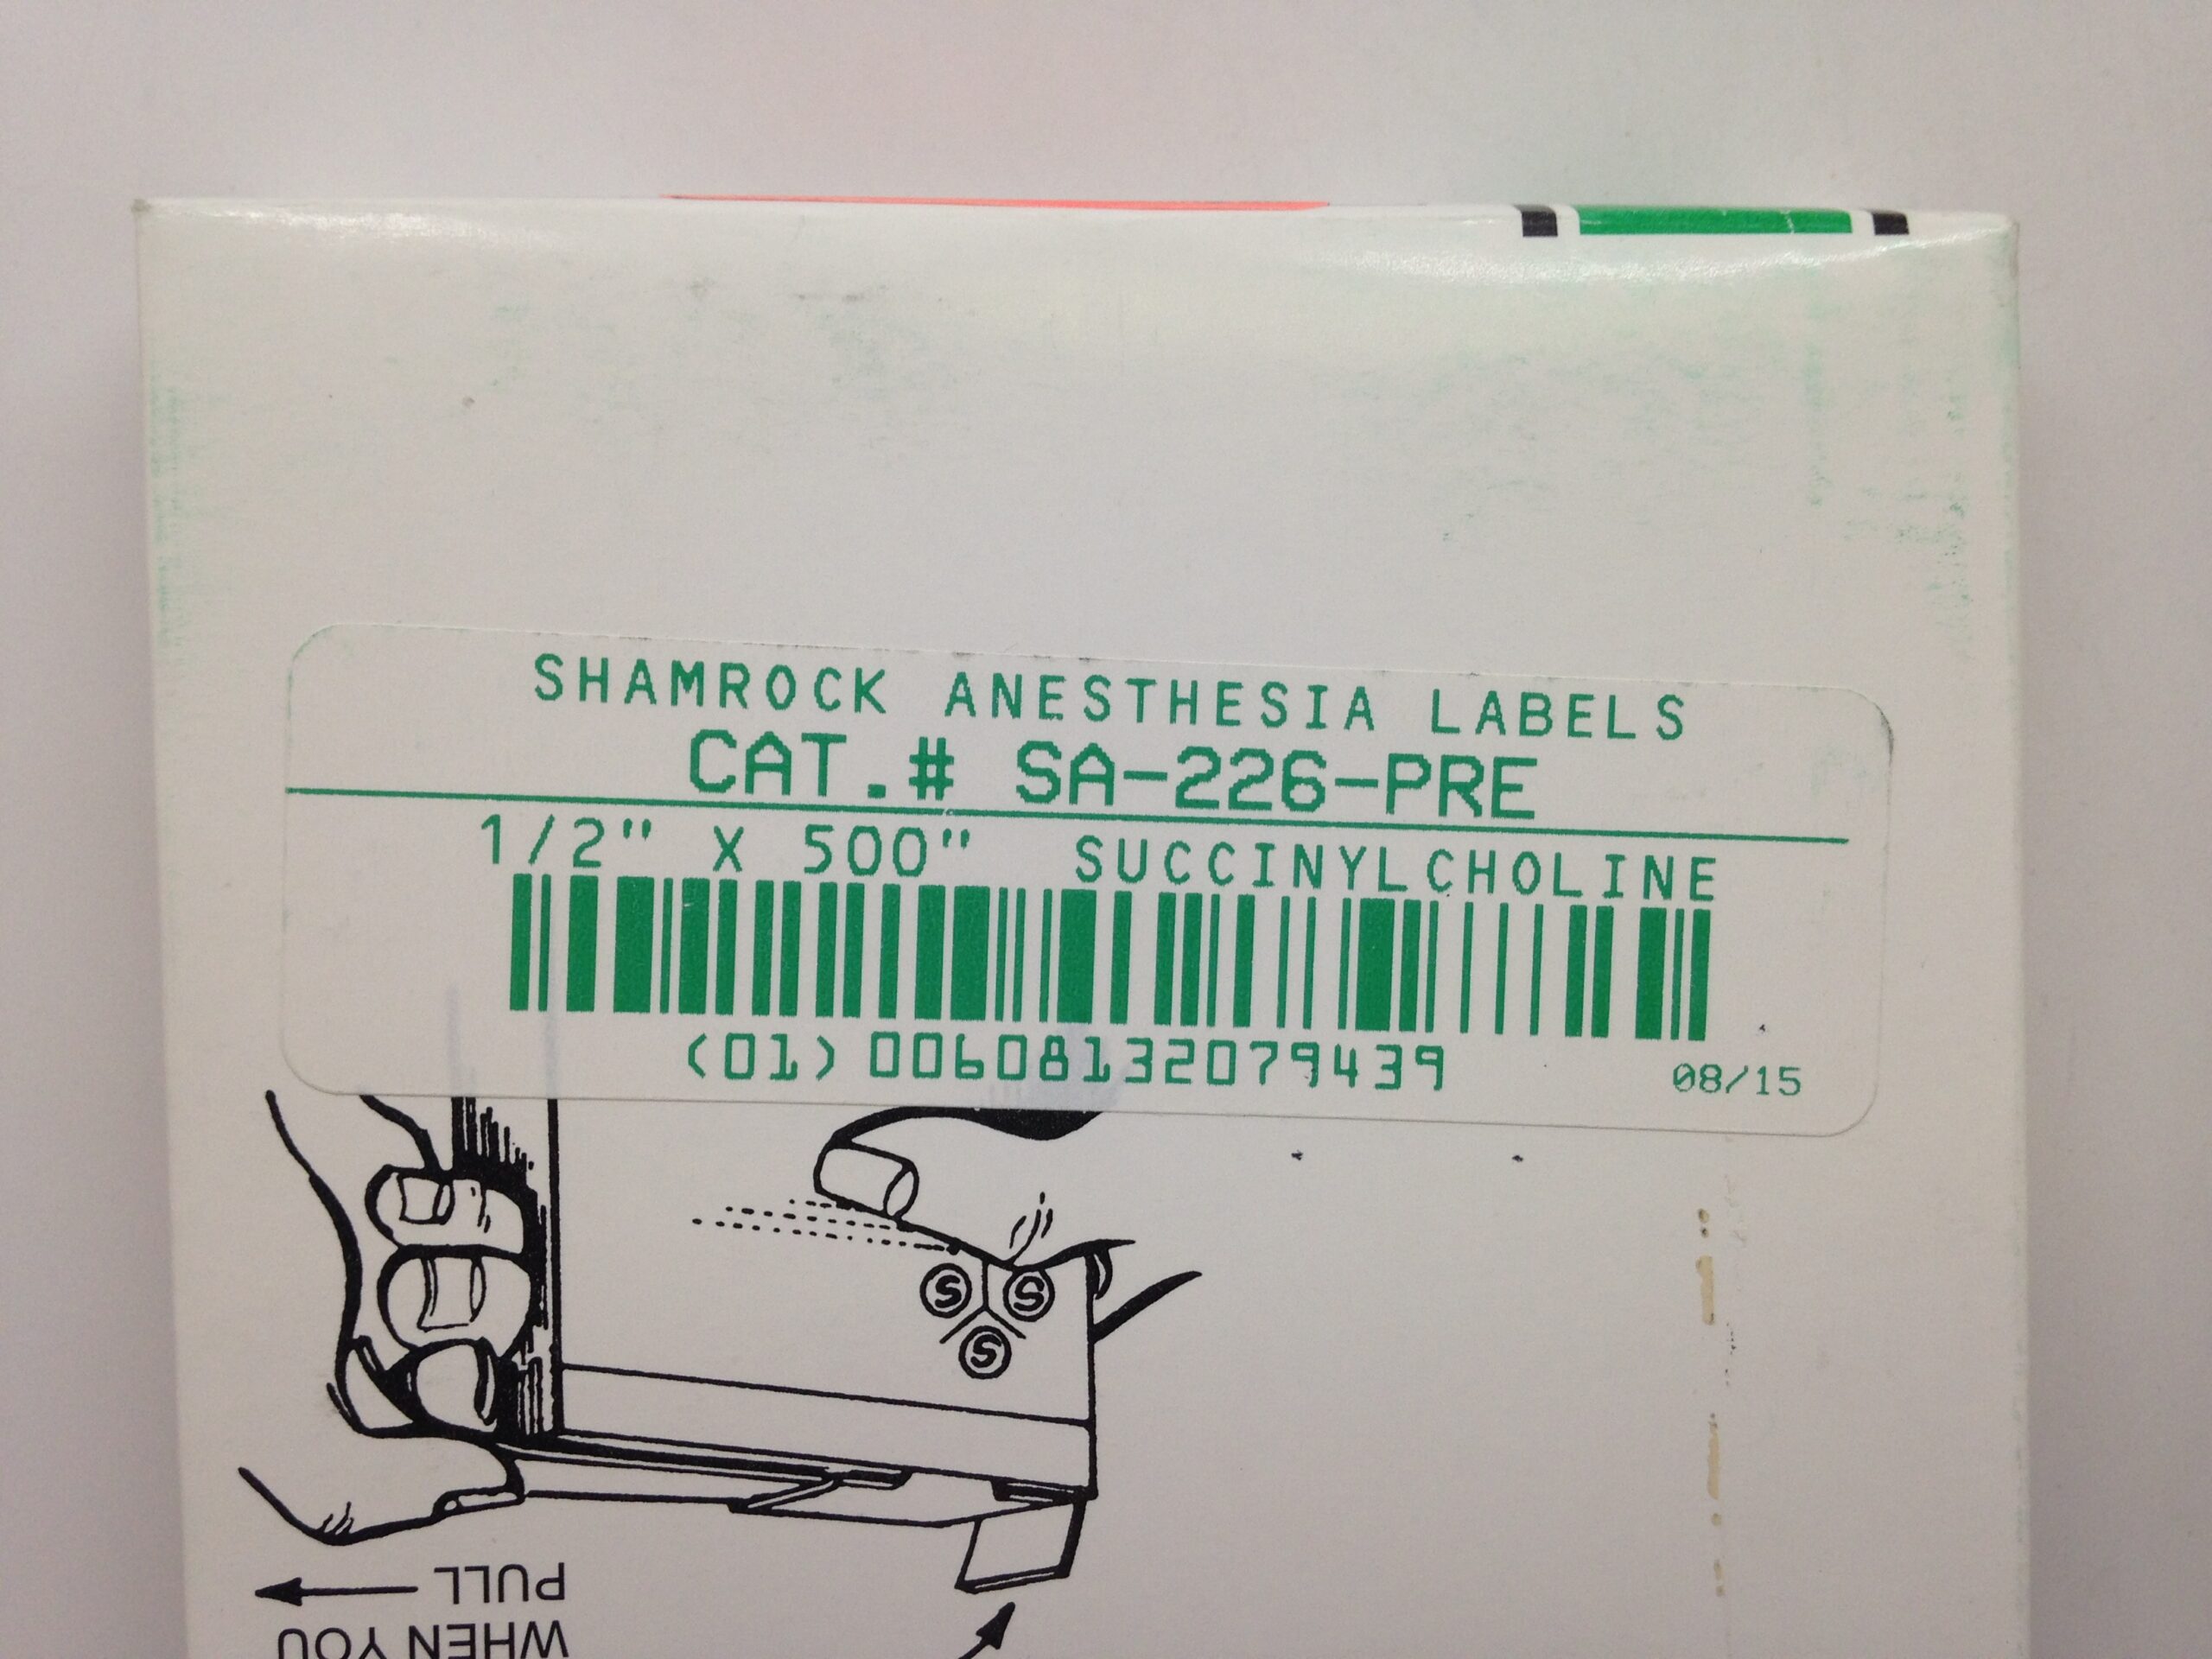 SHAMROCK ANESTHESIA LABELS
CAT.# SA-226-PRE
1/2" X 500" SUCCINYLCHOLINE
(01)00608132079439
08/15
S S
S
WHEN YOU
PULL